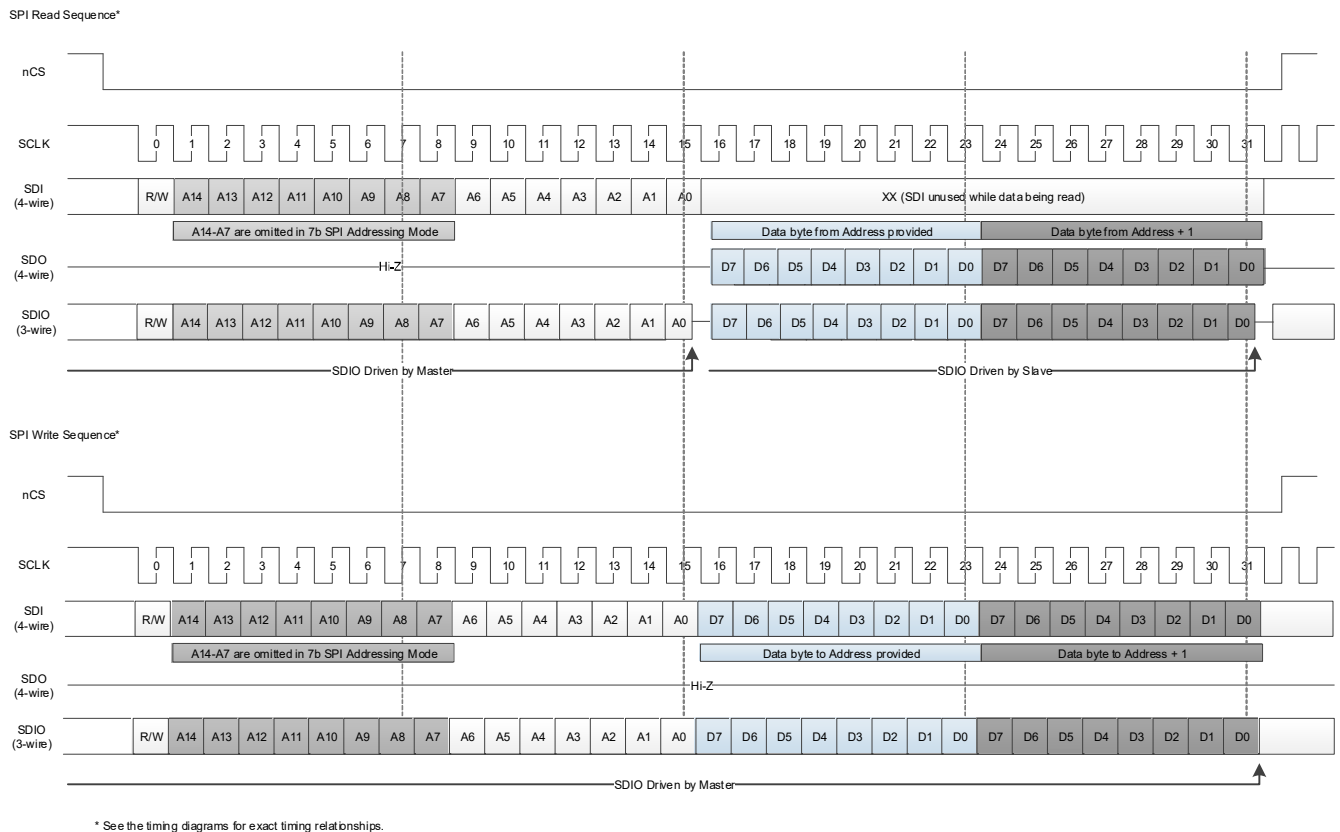 SPI Read Sequence*
nCS
SCLK
0 1 2 3 4 5 6 7 8 9 10 11 12 13 14 15 16 17 18 19 20 21 22 23 24 25 26 27 28 29 30 31
SDI
(4-wire)
R/W A14 A13 A12 A11 A10 A9 A8 A7 A6 A5 A4 A3 A2 A1 A0 XX (SDI unused while data being read)
A14-A7 are omitted in 7b SPI Addressing Mode
Data byte from Address provided
Data byte from Address + 1
SDO
(4-wire)
Hi-Z
D7 D6 D5 D4 D3 D2 D1 D0 D7 D6 D5 D4 D3 D2 D1 D0
SDIO
(3-wire)
R/W A14 A13 A12 A11 A10 A9 A8 A7 A6 A5 A4 A3 A2 A1 A0 D7 D6 D5 D4 D3 D2 D1 D0 D7 D6 D5 D4 D3 D2 D1 D0
SDIO Driven by Master
SDIO Driven by Slave
SPI Write Sequence*
nCS
SCLK
0 1 2 3 4 5 6 7 8 9 10 11 12 13 14 15 16 17 18 19 20 21 22 23 24 25 26 27 28 29 30 31
SDI
(4-wire)
R/W A14 A13 A12 A11 A10 A9 A8 A7 A6 A5 A4 A3 A2 A1 A0 D7 D6 D5 D4 D3 D2 D1 D0 D7 D6 D5 D4 D3 D2 D1 D0
A14-A7 are omitted in 7b SPI Addressing Mode
Data byte to Address provided
Data byte to Address + 1
SDO
(4-wire)
Hi-Z
SDIO
(3-wire)
R/W A14 A13 A12 A11 A10 A9 A8 A7 A6 A5 A4 A3 A2 A1 A0 D7 D6 D5 D4 D3 D2 D1 D0 D7 D6 D5 D4 D3 D2 D1 D0
SDIO Driven by Master
* See the timing diagrams for exact timing relationships.